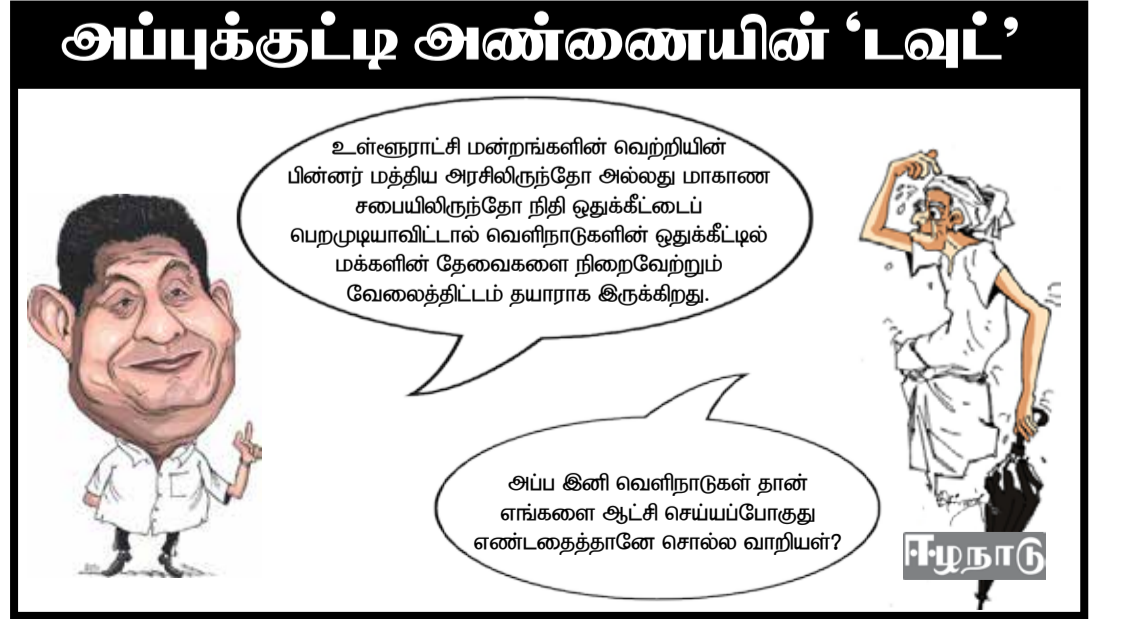 அப்புக்குட்டி அண்ணையின் ‘டவுட்’
உள்ளூராட்சி மன்றங்களின் வெற்றியின்
பின்னர் மத்திய அரசிலிருந்தோ அல்லது மாகாண
சபையிலிருந்தோ நிதி ஒதுக்கீட்டைப்
பெறமுடியாவிட்டால் வெளிநாடுகளின் ஒதுக்கீட்டில்
மக்களின் தேவைகளை நிறைவேற்றும்
வேலைத்திட்டம் தயாராக இருக்கிறது.
அப்ப இனி வெளிநாடுகள் தான்
எங்களை ஆட்சி செய்யப்போகுது
எண்டதைத்தானே சொல்ல வாறியள்?
ஈழநாடு